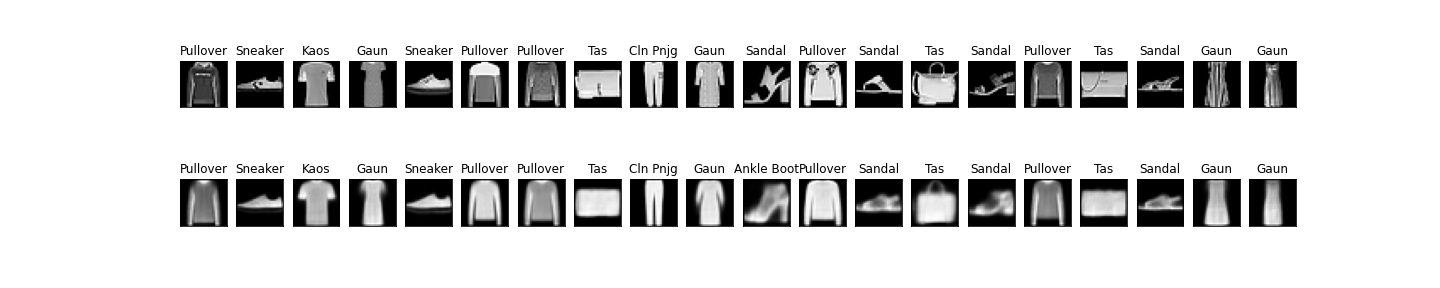 Pullover Sneaker Kaos Gaun Sneaker Pullover Pullover Tas Cln Pnjg Gaun Sandal Pullover Sandal Tas Sandal Pullover Tas Sandal Gaun Gaun
Pullover Sneaker Kaos Gaun Sneaker Pullover Pullover Tas Cln Pnjg Gaun Ankle Boot Pullover Sandal Tas Sandal Pullover Tas Sandal Gaun Gaun